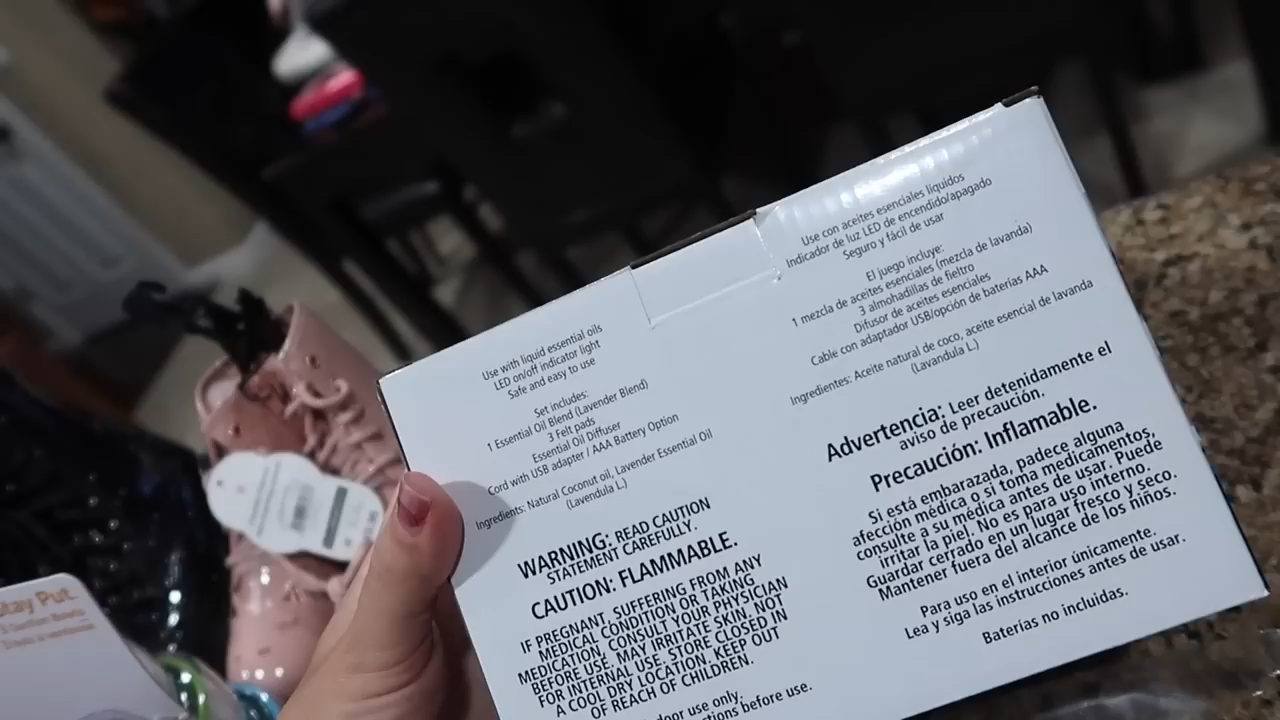 Use with liquid essential oils
LED on/off indicator light
Safe and easy to use
Set includes:
1 Essential Oil Blend (Lavender Blend)
3 Felt pads
Essential Oil Diffuser
Cord with USB adapter / AAA Battery Option
Ingredients: Natural Coconut oil, Lavender Essential Oil
(Lavendula L.)
WARNING: READ CAUTION
STATEMENT CAREFULLY.
CAUTION: FLAMMABLE.
IF PREGNANT, SUFFERING FROM ANY
MEDICAL CONDITION OR TAKING
MEDICATION, CONSULT YOUR PHYSICIAN
BEFORE USE. MAY IRRITATE SKIN. NOT
FOR INTERNAL USE. STORE CLOSED IN
A COOL DRY LOCATION. KEEP OUT
OF REACH OF CHILDREN.
door use only.
ctions before use.
Use con aceites esenciales líquidos
Indicador de luz LED de encendido/apagado
Seguro y fácil de usar
El juego incluye:
1 mezcla de aceites esenciales (mezcla de lavanda)
3 almohadillas de fieltro
Difusor de aceites esenciales
Cable con adaptador USB/opción de baterías AAA
Ingredientes: Aceite natural de coco, aceite esencial de lavanda
(Lavandula L.)
Advertencia: Leer detenidamente el
aviso de precaución.
Precaución: Inflamable.
Si está embarazada, padece alguna
afección médica o si toma medicamentos,
consulte a su médica antes de usar. Puede
irritar la piel. No es para uso interno.
Guardar cerrado en un lugar fresco y seco.
Mantener fuera del alcance de los niños.
Para uso en el interior únicamente.
Lea y siga las instrucciones antes de usar.
Baterías no incluidas.
Stay Put.